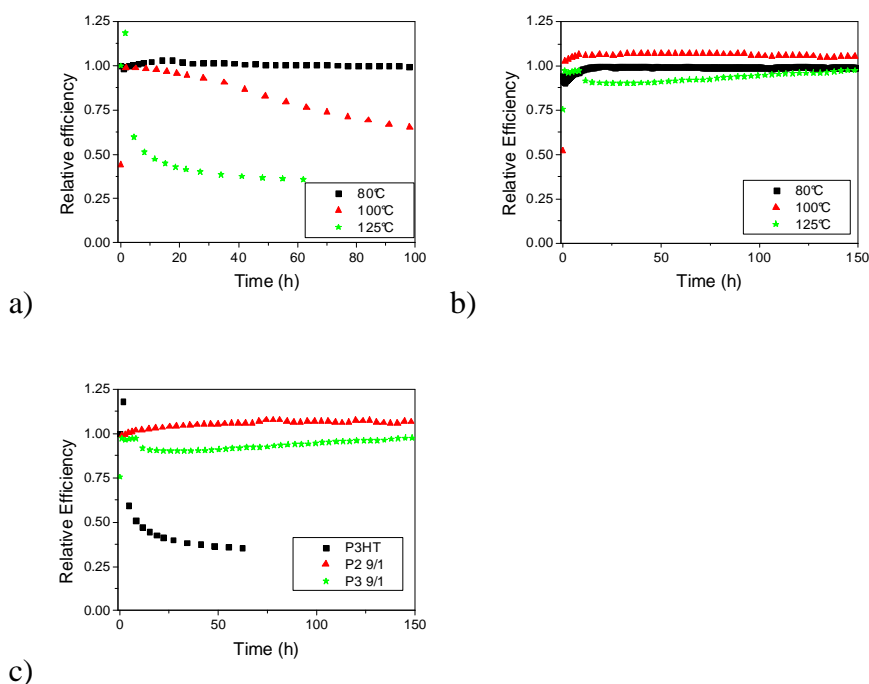 1.25
1.00
0.75
0.50
0.25
0.00
Relative efficiency
80°C
100°C
125°C
0 20 40 60 80 100
Time (h)
a)
1.25
1.00
0.75
0.50
0.25
0.00
Relative Efficiency
80°C
100°C
125°C
0 50 100 150
Time (h)
b)
1.25
1.00
0.75
0.50
0.25
0.00
Relative Efficiency
P3HT
P2 9/1
P3 9/1
0 50 100 150
Time (h)
c)